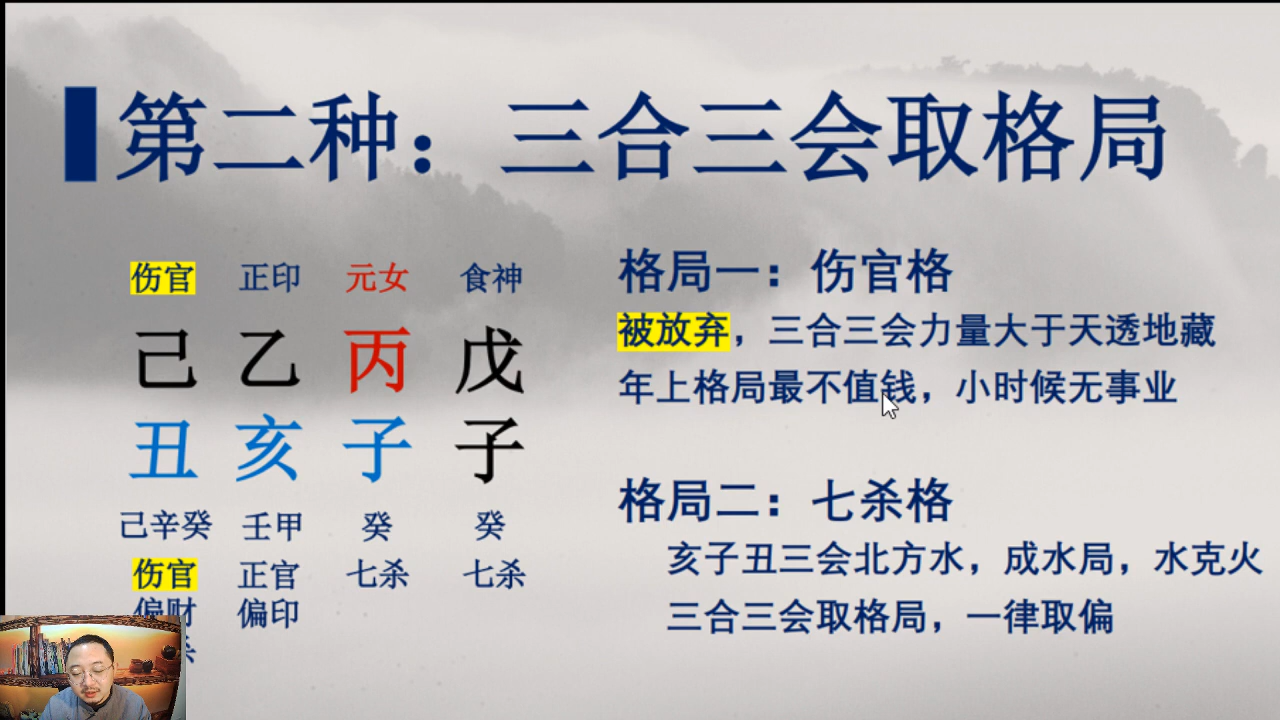 第二种：三合三会取格局
伤官 正印 元女 食神
己 乙 丙 戊
丑 亥 子 子
己辛癸 壬甲 癸 癸
伤官 正官 七杀 七杀
偏财 偏印
格局一：伤官格
被放弃，三合三会力量大于天透地藏
年上格局最不值钱，小时候无事业
格局二：七杀格
亥子丑三会北方水，成水局，水克火
三合三会取格局，一律取偏